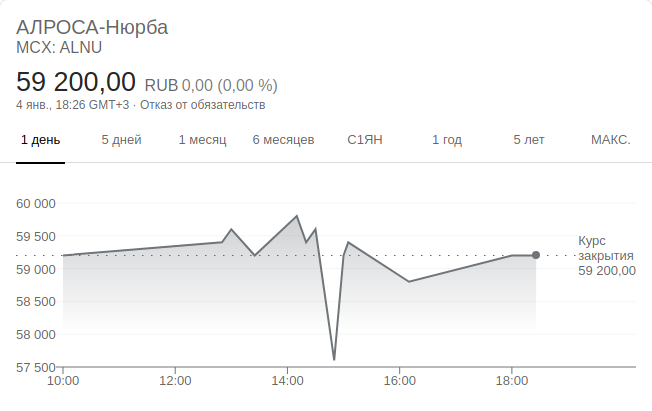 АЛРОСА-Нюрба
MCX: ALNU
59 200,00 RUB 0,00 (0,00 %)
4 янв., 18:26 GMT+3 · Отказ от обязательств
1 день 5 дней 1 месяц 6 месяцев С1ЯН 1 год 5 лет МАКС.
60 000
59 500
59 000
58 500
58 000
57 500
Курс
закрытия
59 200,00
10:00 12:00 14:00 16:00 18:00